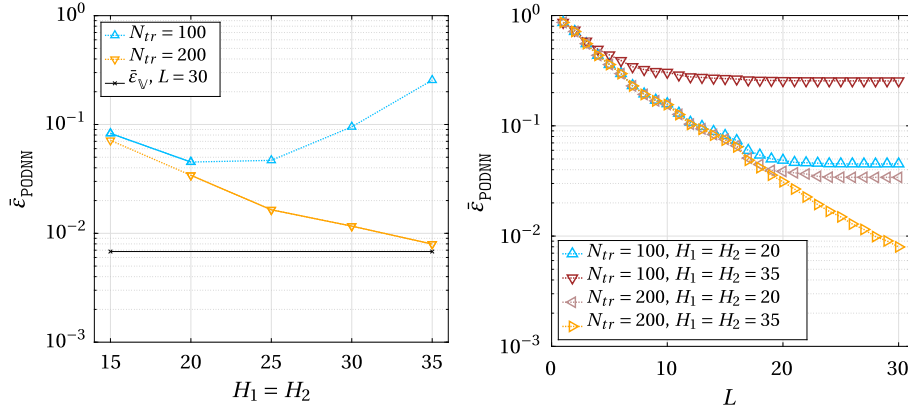 10^0
10^{-1}
10^{-2}
10^{-3}
ε̄_PODNN
15 20 25 30 35
H_1 = H_2
N_tr = 100
N_tr = 200
ε̄_𝕍, L = 30
10^0
10^{-1}
10^{-2}
10^{-3}
ε̄_PODNN
0 10 20 30
L
N_tr = 100, H_1 = H_2 = 20
N_tr = 100, H_1 = H_2 = 35
N_tr = 200, H_1 = H_2 = 20
N_tr = 200, H_1 = H_2 = 35